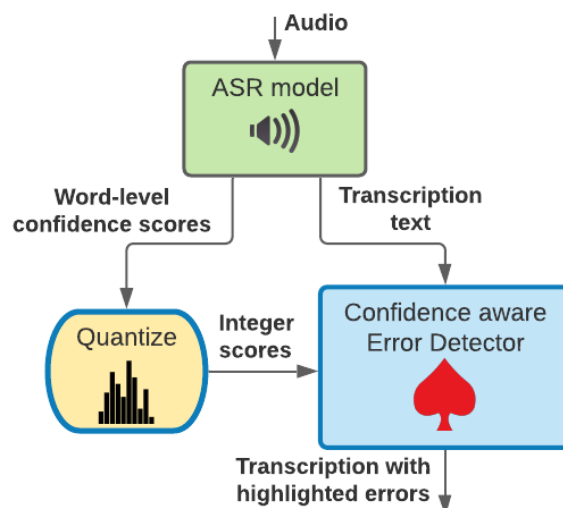 Audio
ASR model
Word-level
confidence scores
Transcription
text
Quantize
Integer
scores
Confidence aware
Error Detector
Transcription with
highlighted errors